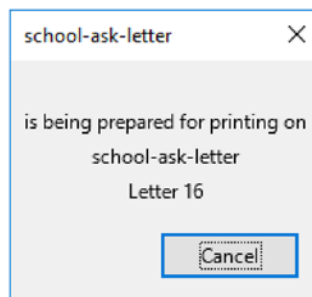 school-ask-letter
is being prepared for printing on
school-ask-letter
Letter 16
Cancel